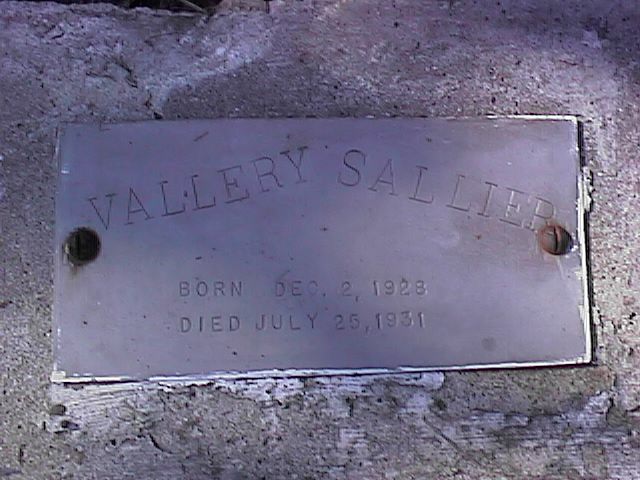 VALLERY SALLIER
BORN DEC. 2, 1928
DIED JULY 25, 1931